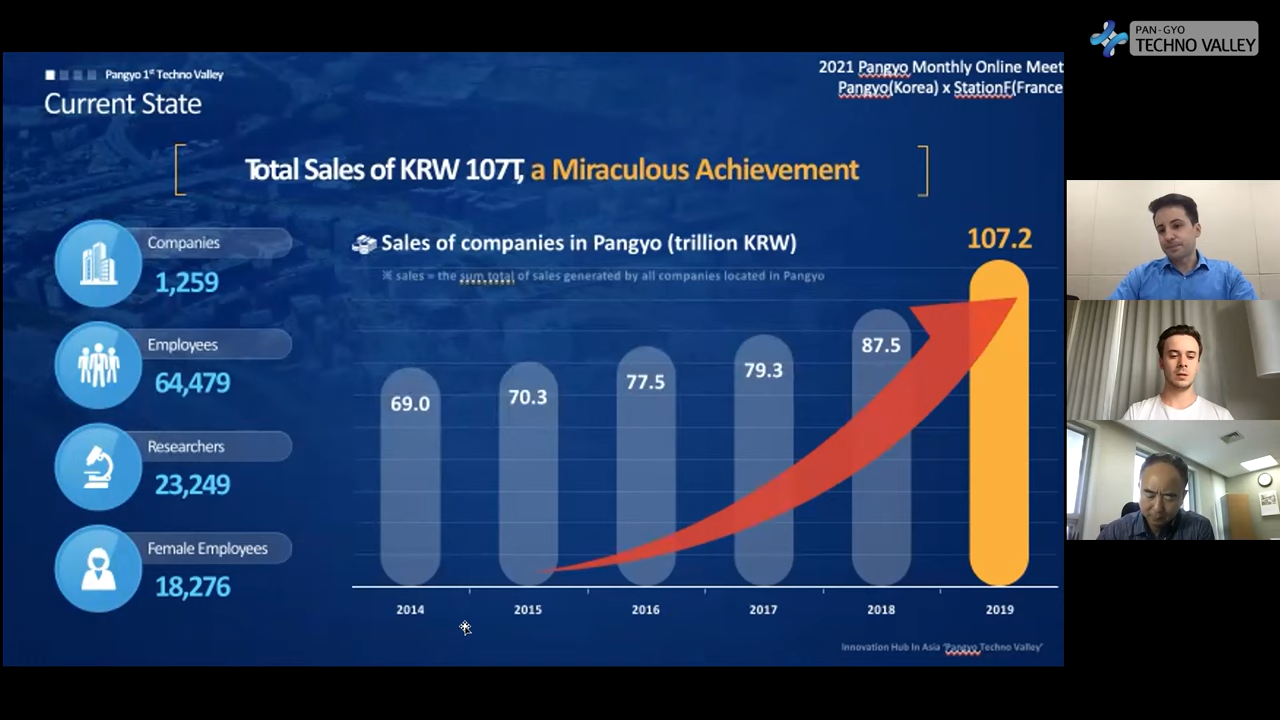 PAN-GYO
TECHNO VALLEY
Pangyo 1st Techno Valley
Current State
2021 Pangyo Monthly Online Meet
Pangyo(Korea) x StationF(France
Total Sales of KRW 107T, a Miraculous Achievement
Companies
1,259
Employees
64,479
Researchers
23,249
Female Employees
18,276
Sales of companies in Pangyo (trillion KRW)
※ sales = the sum total of sales generated by all companies located in Pangyo
69.0
70.3
77.5
79.3
87.5
107.2
2014
2015
2016
2017
2018
2019
Innovation Hub In Asia 'Pangyo Techno Valley'